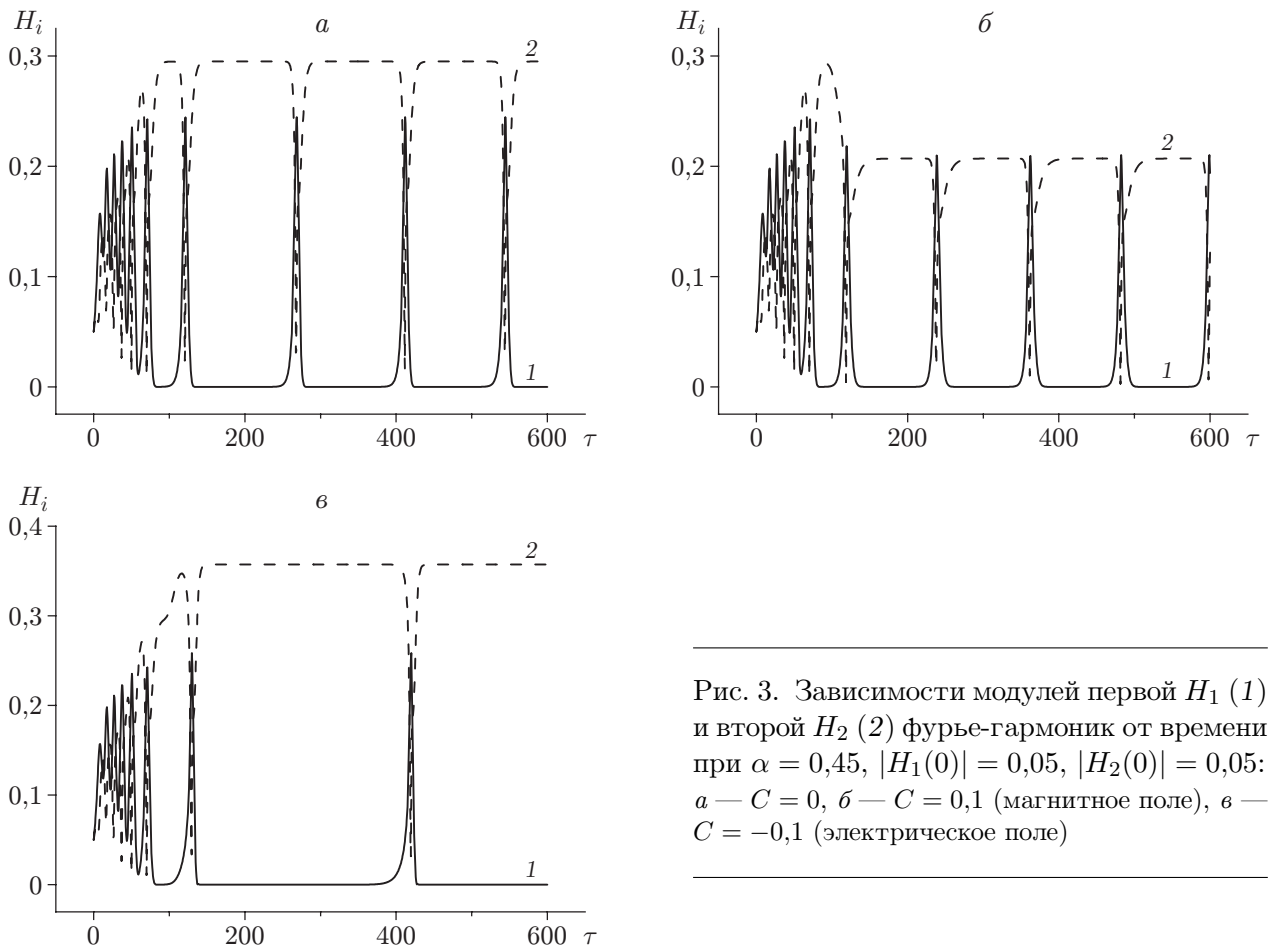 H_i а
0,3
0,2
0,1
0
2
1
0 200 400 600 τ
H_i б
0,3
0,2
0,1
0
2
1
0 200 400 600 τ
H_i в
0,4
0,3
0,2
0,1
0
2
1
0 200 400 600 τ
Рис. 3. Зависимости модулей первой H₁ (1)
и второй H₂ (2) фурье-гармоник от времени
при α = 0,45, |H₁(0)| = 0,05, |H₂(0)| = 0,05:
а — C = 0, б — C = 0,1 (магнитное поле), в —
C = −0,1 (электрическое поле)